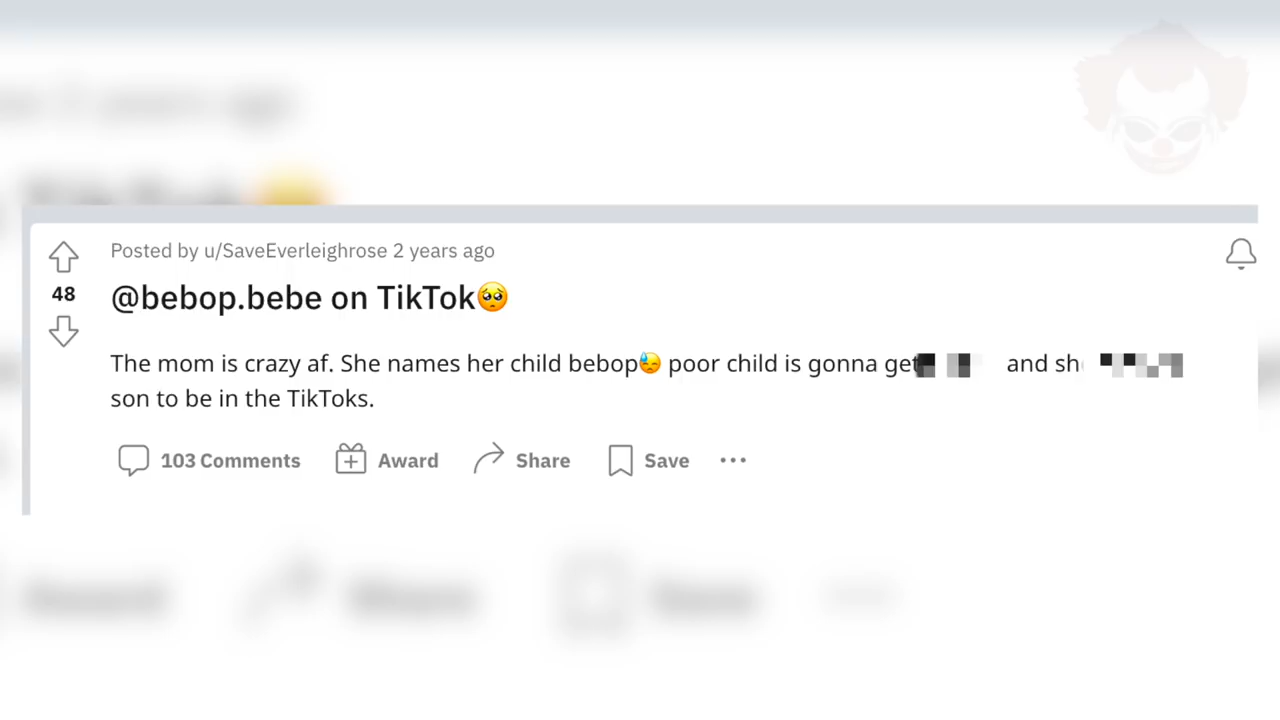 Posted by u/SaveEverleighrose 2 years ago
48
@bebop.bebe on TikTok🥺
The mom is crazy af. She names her child bebop😓 poor child is gonna get and sh
son to be in the TikToks.
103 Comments Award Share Save